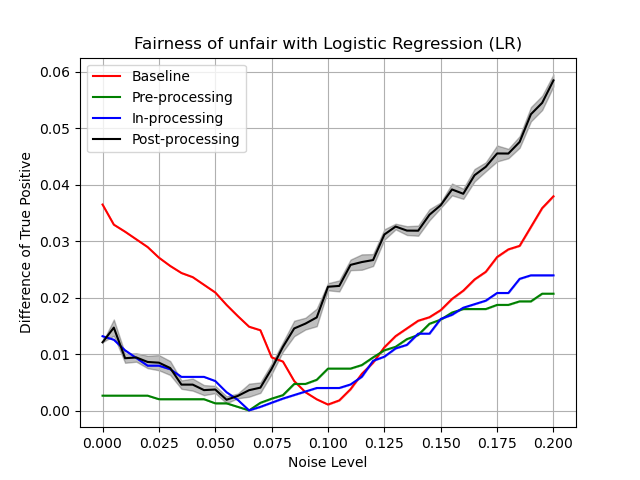 Fairness of unfair with Logistic Regression (LR)
Baseline
Pre-processing
In-processing
Post-processing
Difference of True Positive
0.06
0.05
0.04
0.03
0.02
0.01
0.00
0.000 0.025 0.050 0.075 0.100 0.125 0.150 0.175 0.200
Noise Level